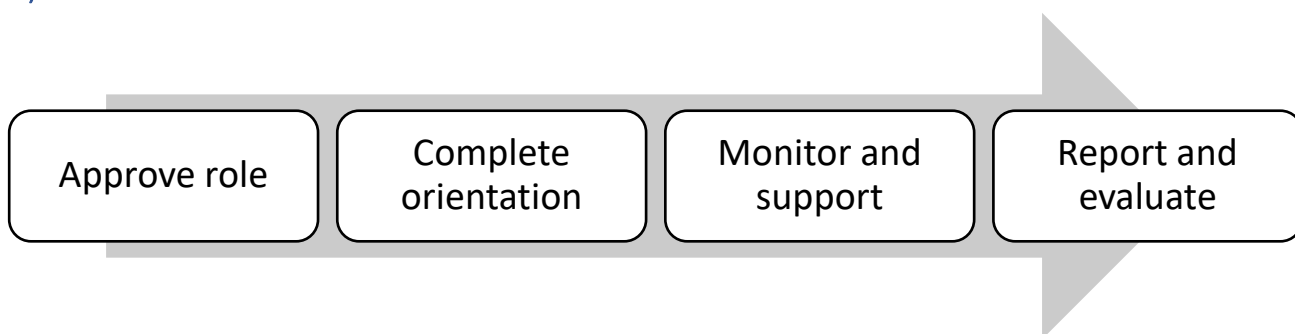 Approve role
Complete
orientation
Monitor and
support
Report and
evaluate